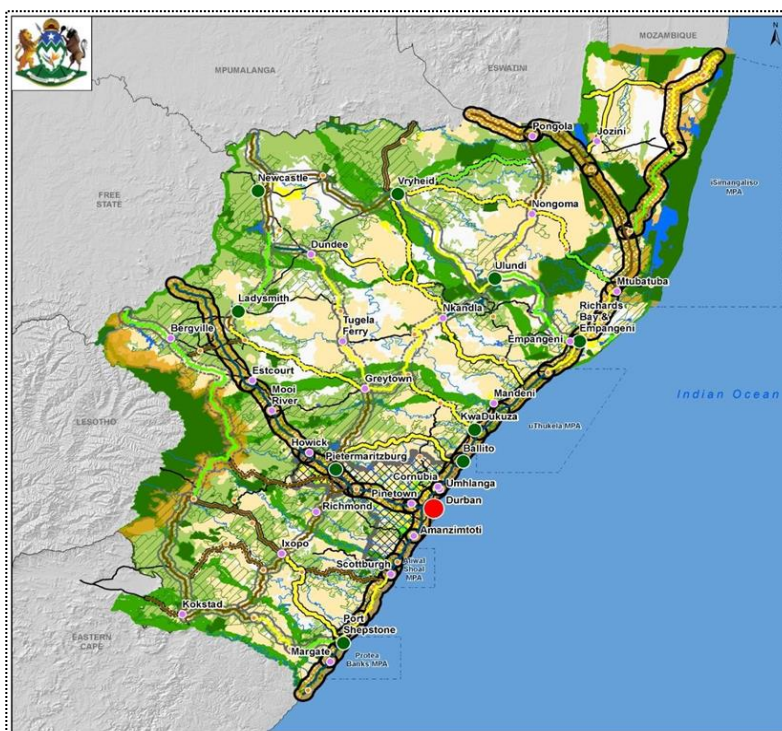 N
MOZAMBIQUE
MPUMALANGA
ESWATINI
Pongola
Jozini
Newcastle
Vryheid
iSimangaliso
MPA
FREE
STATE
Nongoma
Dundee
Ulundi
Mtubatuba
Ladysmith
Richards
Bay &
Empangeni
Nkandla
Bergville
Tugela
Ferry
Empangeni
Estcourt
Greytown
Mandeni
Indian Ocean
Mooi
River
LESOTHO
KwaDukuza
uThukela MPA
Howick
Ballito
Pietermaritzburg
Cornubia
Umhlanga
Pinetown
Durban
Richmond
Amanzimtoti
Ixopo
Scottburgh
Aliwal
Shoal
MPA
Kokstad
Port
Shepstone
EASTERN
CAPE
Margate
Protea
Banks MPA